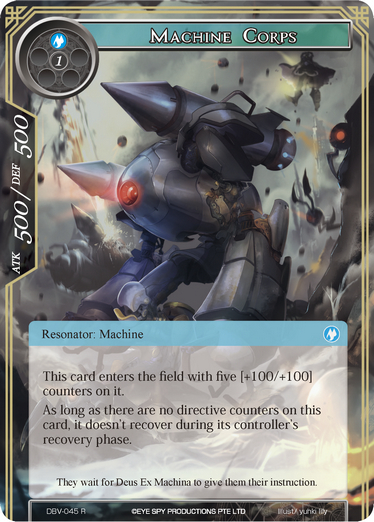 Machine Corps
1
ATK 500/DEF 500
Resonator: Machine
This card enters the field with five [+100/+100]
counters on it.
As long as there are no directive counters on this
card, it doesn't recover during its controller's
recovery phase.
They wait for Deus Ex Machina to give them their instruction.
DBV-045 R ©EYE SPY PRODUCTIONS PTE LTD Illust/ yunki lily